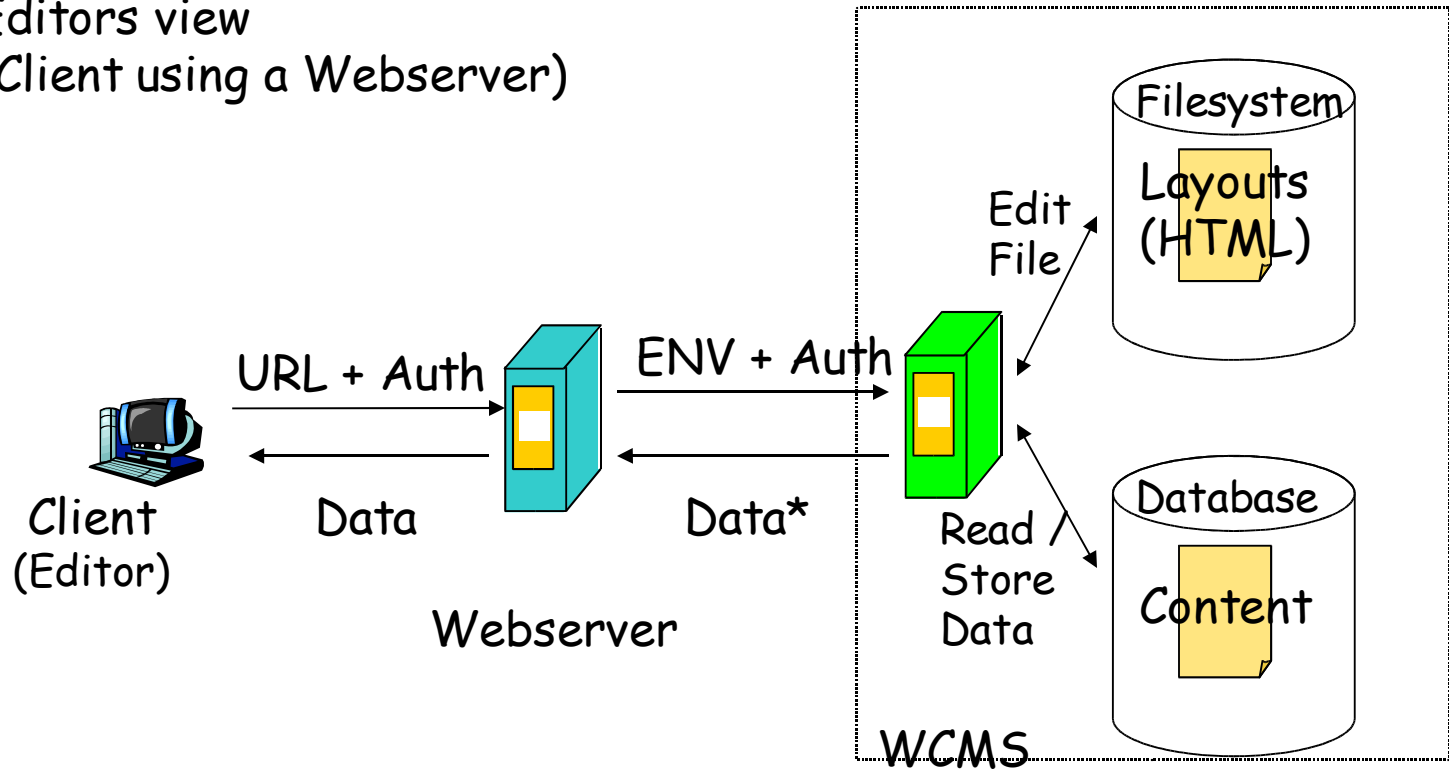 Editors view
(Client using a Webserver)
Filesystem
Layouts
(HTML)
Edit
File
URL + Auth
ENV + Auth
Client
(Editor)
Data
Data*
Webserver
Read /
Store
Data
Database
Content
WCMS